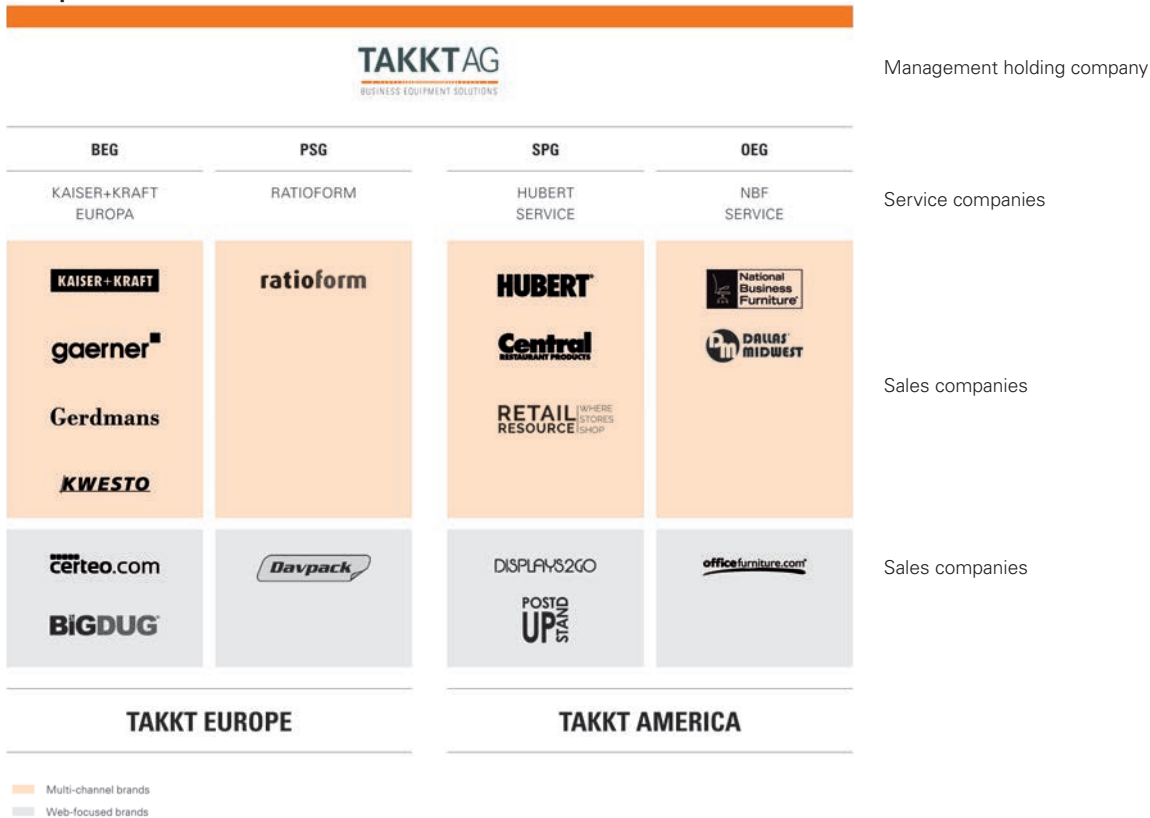 TAKKT AG
BUSINESS EQUIPMENT SOLUTIONS
Management holding company
BEG
PSG
SPG
OEG
KAISER+KRAFT
EUROPA
RATIOFORM
HUBERT
SERVICE
NBF
SERVICE
Service companies
KAISER+KRAFT
gaerner
Gerdmans
KWESTO
ratioform
HUBERT
Central
RESTAURANT PRODUCTS
RETAIL
RESOURCE
WHERE
STORES
SHOP
National
Business
Furniture
DM DALLAS
MIDWEST
Sales companies
certeo.com
BiGDUG
Davpack
DISPLAYS2GO
POSTO
UP
STAND
officefurniture.com
Sales companies
TAKKT EUROPE
TAKKT AMERICA
Multi-channel brands
Web-focused brands